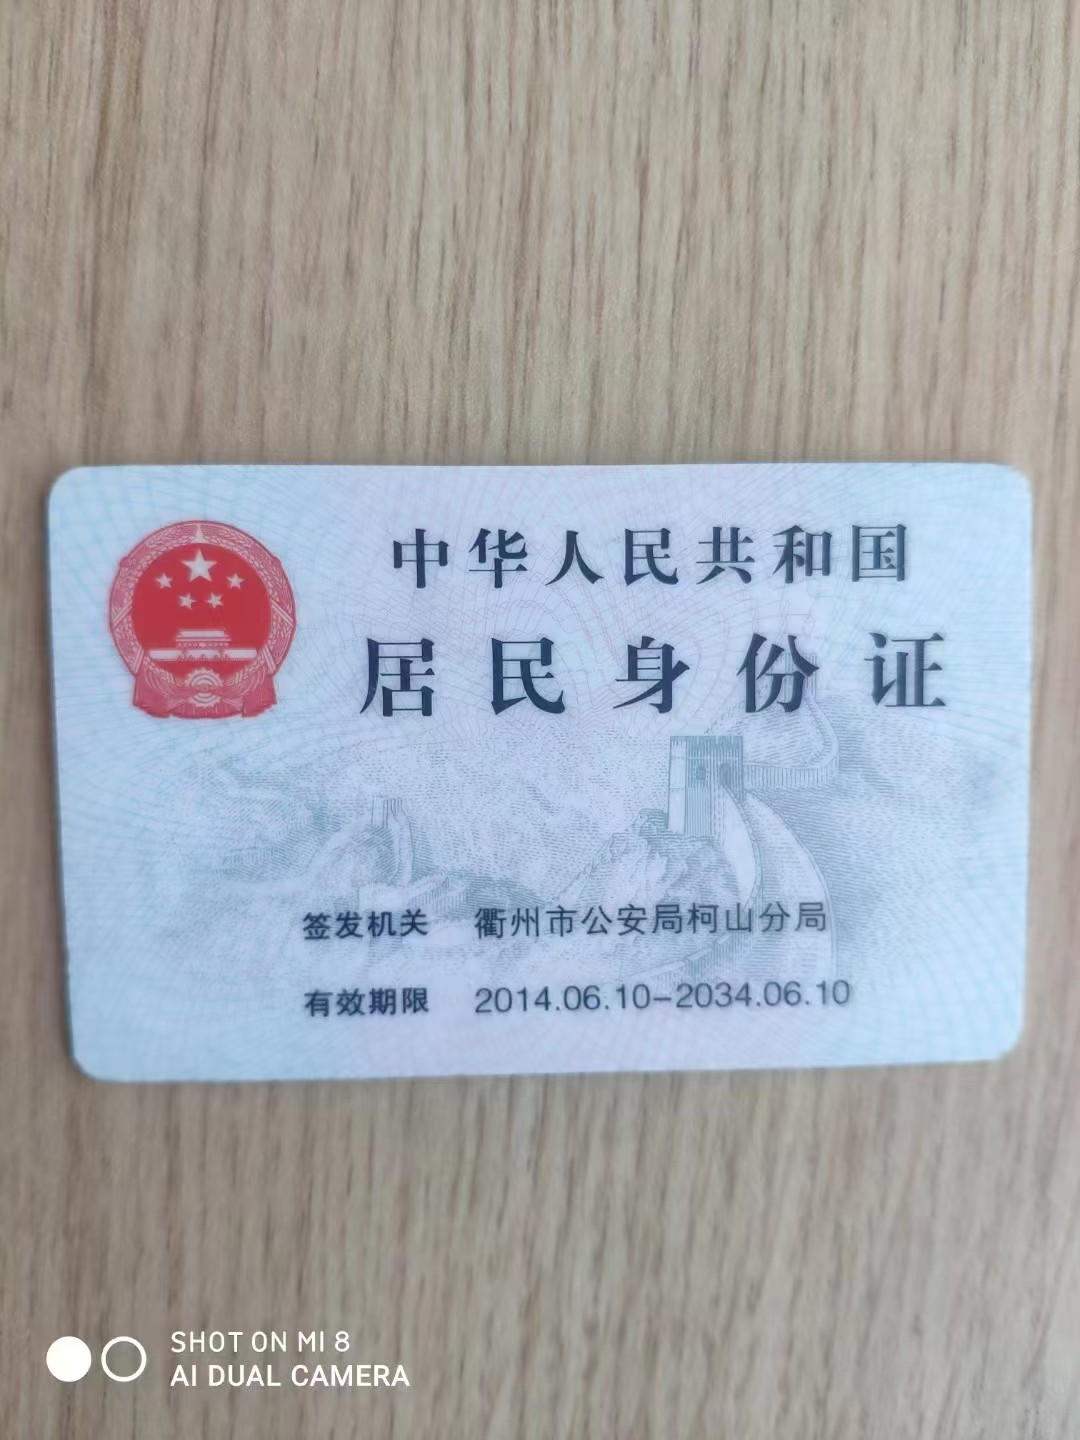 中华人民共和国
居民身份证
签发机关 衢州市公安局柯山分局
有效期限 2014.06.10-2034.06.10
SHOT ON MI 8
AI DUAL CAMERA